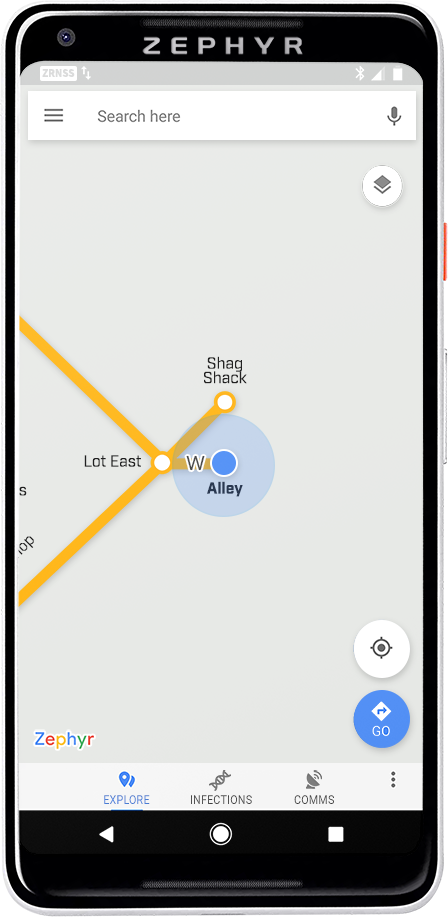 ZEPHYR
ZRNSS
Search here
Shag
Shack
Lot East
W
Alley
s
op
Zephyr
GO
EXPLORE
INFECTIONS
COMMS